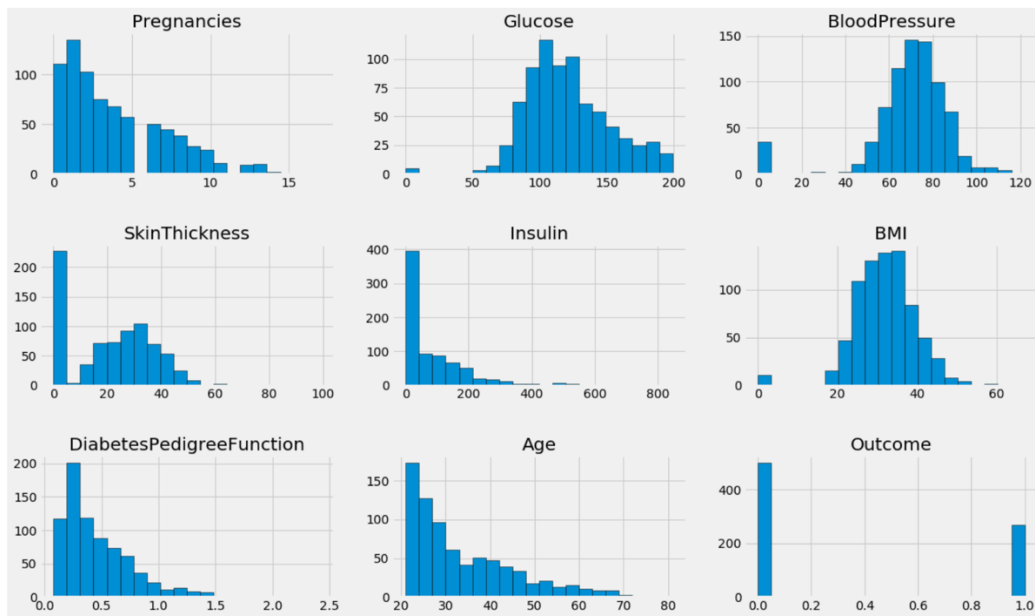 Pregnancies
100
50
0
0 5 10 15
Glucose
100
75
50
25
0
0 50 100 150 200
BloodPressure
150
100
50
0
0 20 40 60 80 100 120
SkinThickness
200
150
100
50
0
0 20 40 60 80 100
Insulin
400
300
200
100
0
0 200 400 600 800
BMI
100
50
0
0 20 40 60
DiabetesPedigreeFunction
200
150
100
50
0
0.0 0.5 1.0 1.5 2.0 2.5
Age
150
100
50
0
20 30 40 50 60 70 80
Outcome
400
200
0
0.0 0.2 0.4 0.6 0.8 1.0